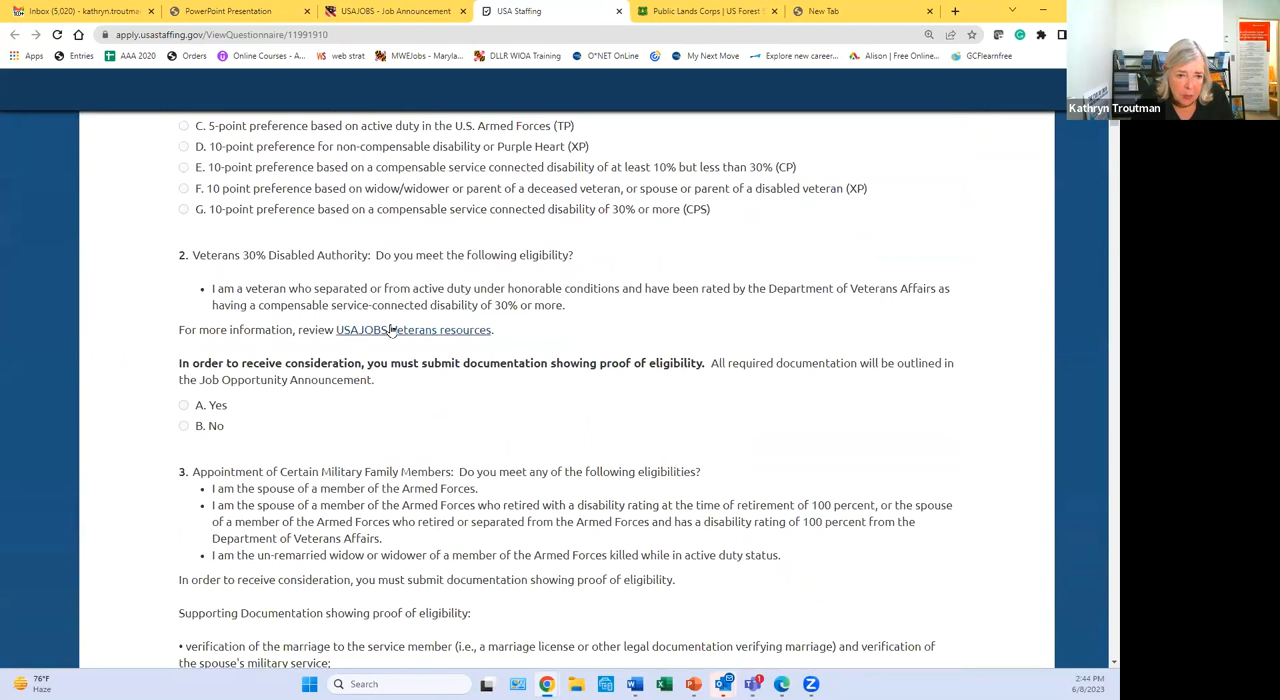 Inbox (5,020) - kathryn.troutma
PowerPoint Presentation
USAJOBS - Job Announcement
USA Staffing
Public Lands Corps | US Forest S
New Tab
apply.usastaffing.gov/ViewQuestionnaire/11991910
Apps
Entries
AAA 2020
Orders
Online Courses - A...
web strat
MWEJobs - Maryla...
DLLR WIOA Training
O*NET OnLine
My Next Move
Explore new career...
Alison | Free Online...
GCFlearnfree
Kathryn Troutman
C. 5-point preference based on active duty in the U.S. Armed Forces (TP)
D. 10-point preference for non-compensable disability or Purple Heart (XP)
E. 10-point preference based on a compensable service connected disability of at least 10% but less than 30% (CP)
F. 10 point preference based on widow/widower or parent of a deceased veteran, or spouse or parent of a disabled veteran (XP)
G. 10-point preference based on a compensable service connected disability of 30% or more (CPS)
2. Veterans 30% Disabled Authority: Do you meet the following eligibility?
• I am a veteran who separated or from active duty under honorable conditions and have been rated by the Department of Veterans Affairs as
having a compensable service-connected disability of 30% or more.
For more information, review USAJOBS Veterans resources.
In order to receive consideration, you must submit documentation showing proof of eligibility. All required documentation will be outlined in
the Job Opportunity Announcement.
A. Yes
B. No
3. Appointment of Certain Military Family Members: Do you meet any of the following eligibilities?
• I am the spouse of a member of the Armed Forces.
• I am the spouse of a member of the Armed Forces who retired with a disability rating at the time of retirement of 100 percent, or the spouse
of a member of the Armed Forces who retired or separated from the Armed Forces and has a disability rating of 100 percent from the
Department of Veterans Affairs.
• I am the un-remarried widow or widower of a member of the Armed Forces killed while in active duty status.
In order to receive consideration, you must submit documentation showing proof of eligibility.
Supporting Documentation showing proof of eligibility:
• verification of the marriage to the service member (i.e., a marriage license or other legal documentation verifying marriage) and verification of
the spouse's military service;
76°F
Haze
Search
2:44 PM
6/8/2023